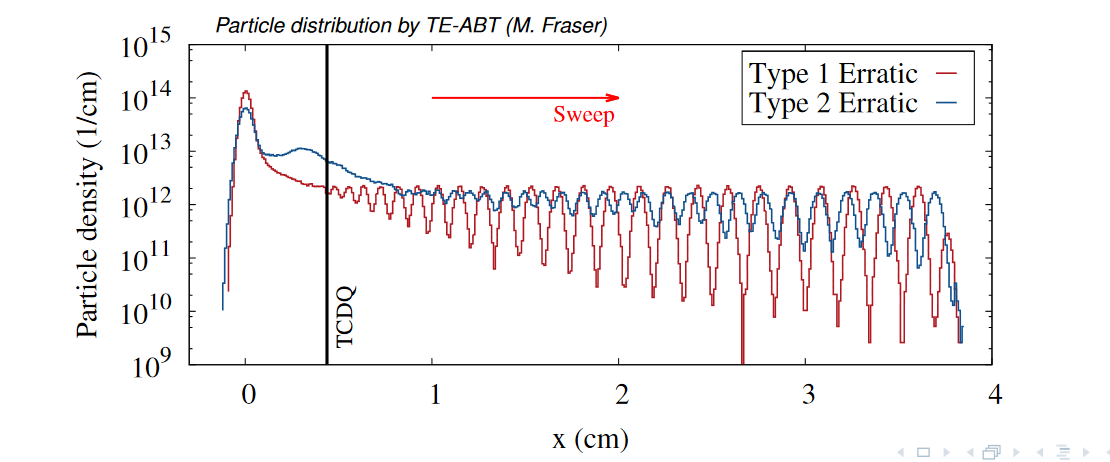 Particle distribution by TE-ABT (M. Fraser)
Particle density (1/cm)
10^15
10^14
10^13
10^12
10^11
10^10
10^9
Type 1 Erratic
Type 2 Erratic
Sweep
TCDQ
0 1 2 3 4
x (cm)